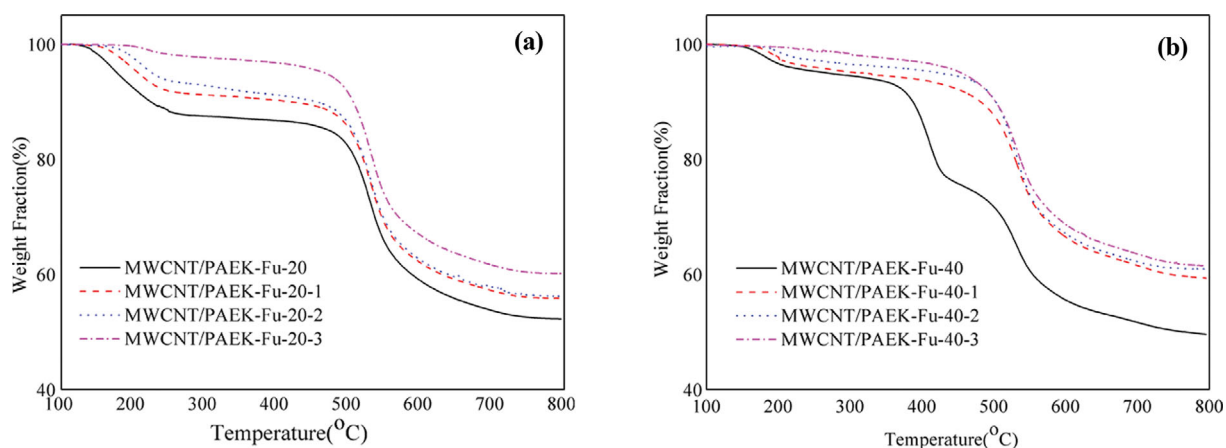 (a)
100
80
60
40
Weight Fraction(%)
MWCNT/PAEK-Fu-20
MWCNT/PAEK-Fu-20-1
MWCNT/PAEK-Fu-20-2
MWCNT/PAEK-Fu-20-3
100 200 300 400 500 600 700 800
Temperature(°C)
(b)
100
80
60
40
Weight Fraction(%)
MWCNT/PAEK-Fu-40
MWCNT/PAEK-Fu-40-1
MWCNT/PAEK-Fu-40-2
MWCNT/PAEK-Fu-40-3
100 200 300 400 500 600 700 800
Temperature(°C)